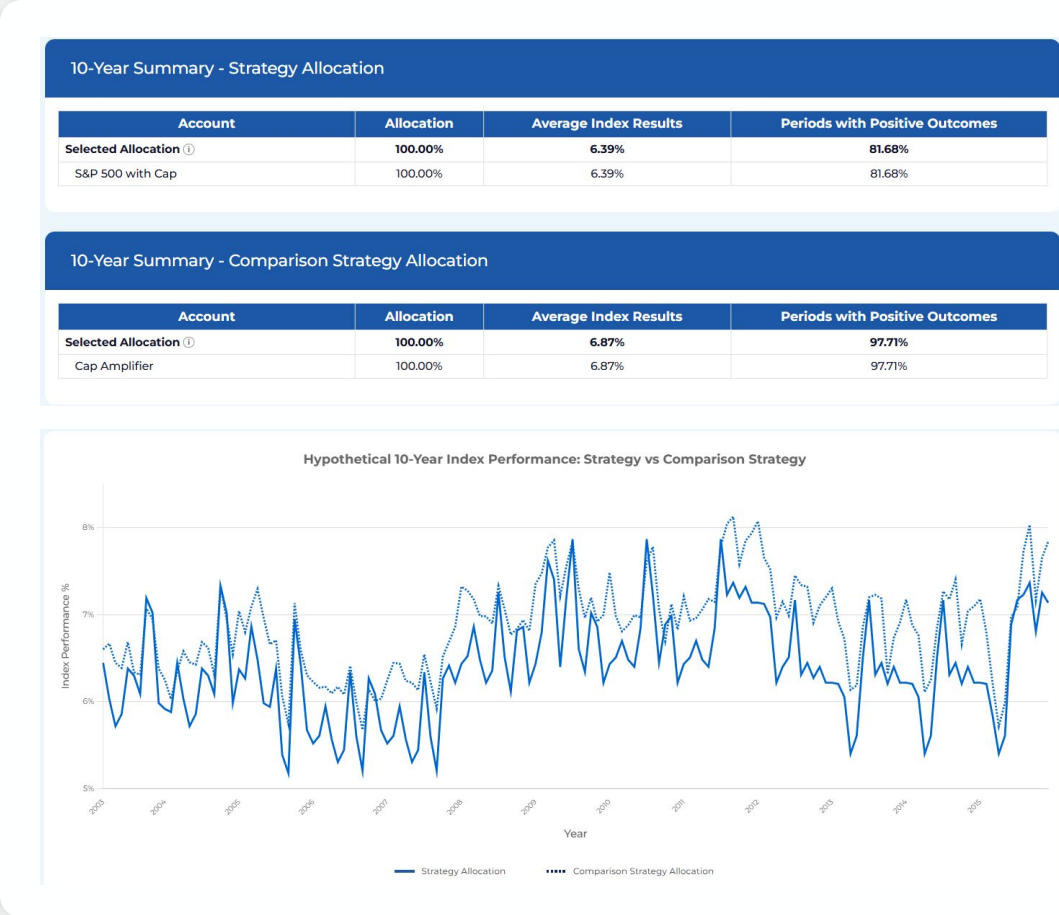 10-Year Summary - Strategy Allocation
Account Allocation Average Index Results Periods with Positive Outcomes
Selected Allocation ⓘ 100.00% 6.39% 81.68%
S&P 500 with Cap 100.00% 6.39% 81.68%
10-Year Summary - Comparison Strategy Allocation
Account Allocation Average Index Results Periods with Positive Outcomes
Selected Allocation ⓘ 100.00% 6.87% 97.71%
Cap Amplifier 100.00% 6.87% 97.71%
Hypothetical 10-Year Index Performance: Strategy vs Comparison Strategy
Index Performance %
8%
7%
6%
5%
2003 2004 2005 2006 2007 2008 2009 2010 2011 2012 2013 2014 2015
Year
Strategy Allocation Comparison Strategy Allocation